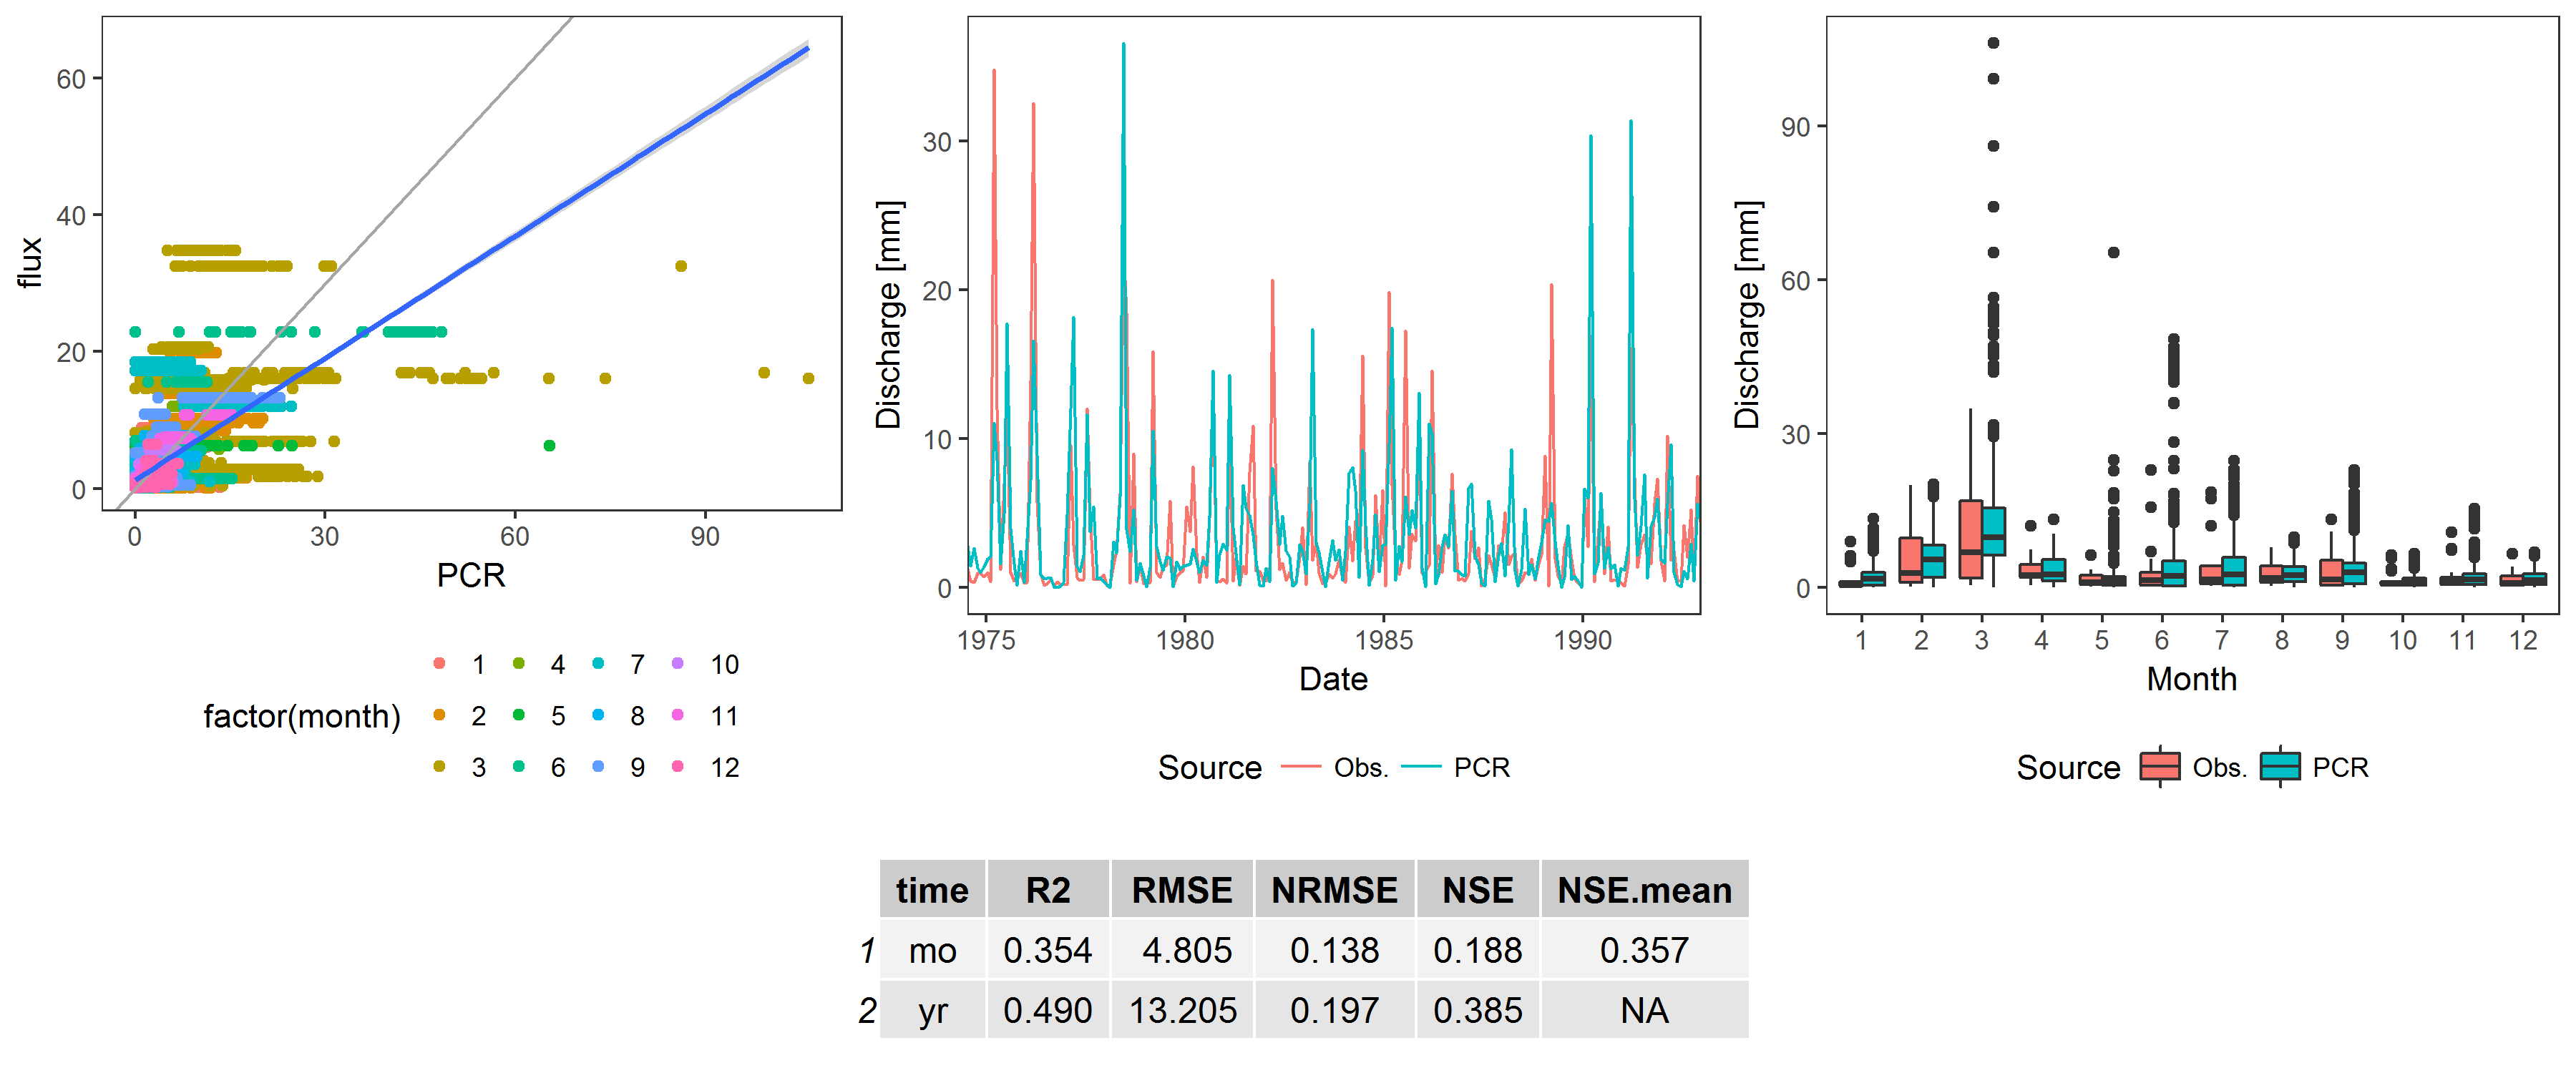 flux
60
40
20
0
0 30 60 90
PCR
factor(month)
1 4 7 10
2 5 8 11
3 6 9 12
Discharge [mm]
30
20
10
0
1975 1980 1985 1990
Date
Source Obs. PCR
Discharge [mm]
90
60
30
0
1 2 3 4 5 6 7 8 9 10 11 12
Month
Source Obs. PCR
time R2 RMSE NRMSE NSE NSE.mean
1 mo 0.354 4.805 0.138 0.188 0.357
2 yr 0.490 13.205 0.197 0.385 NA